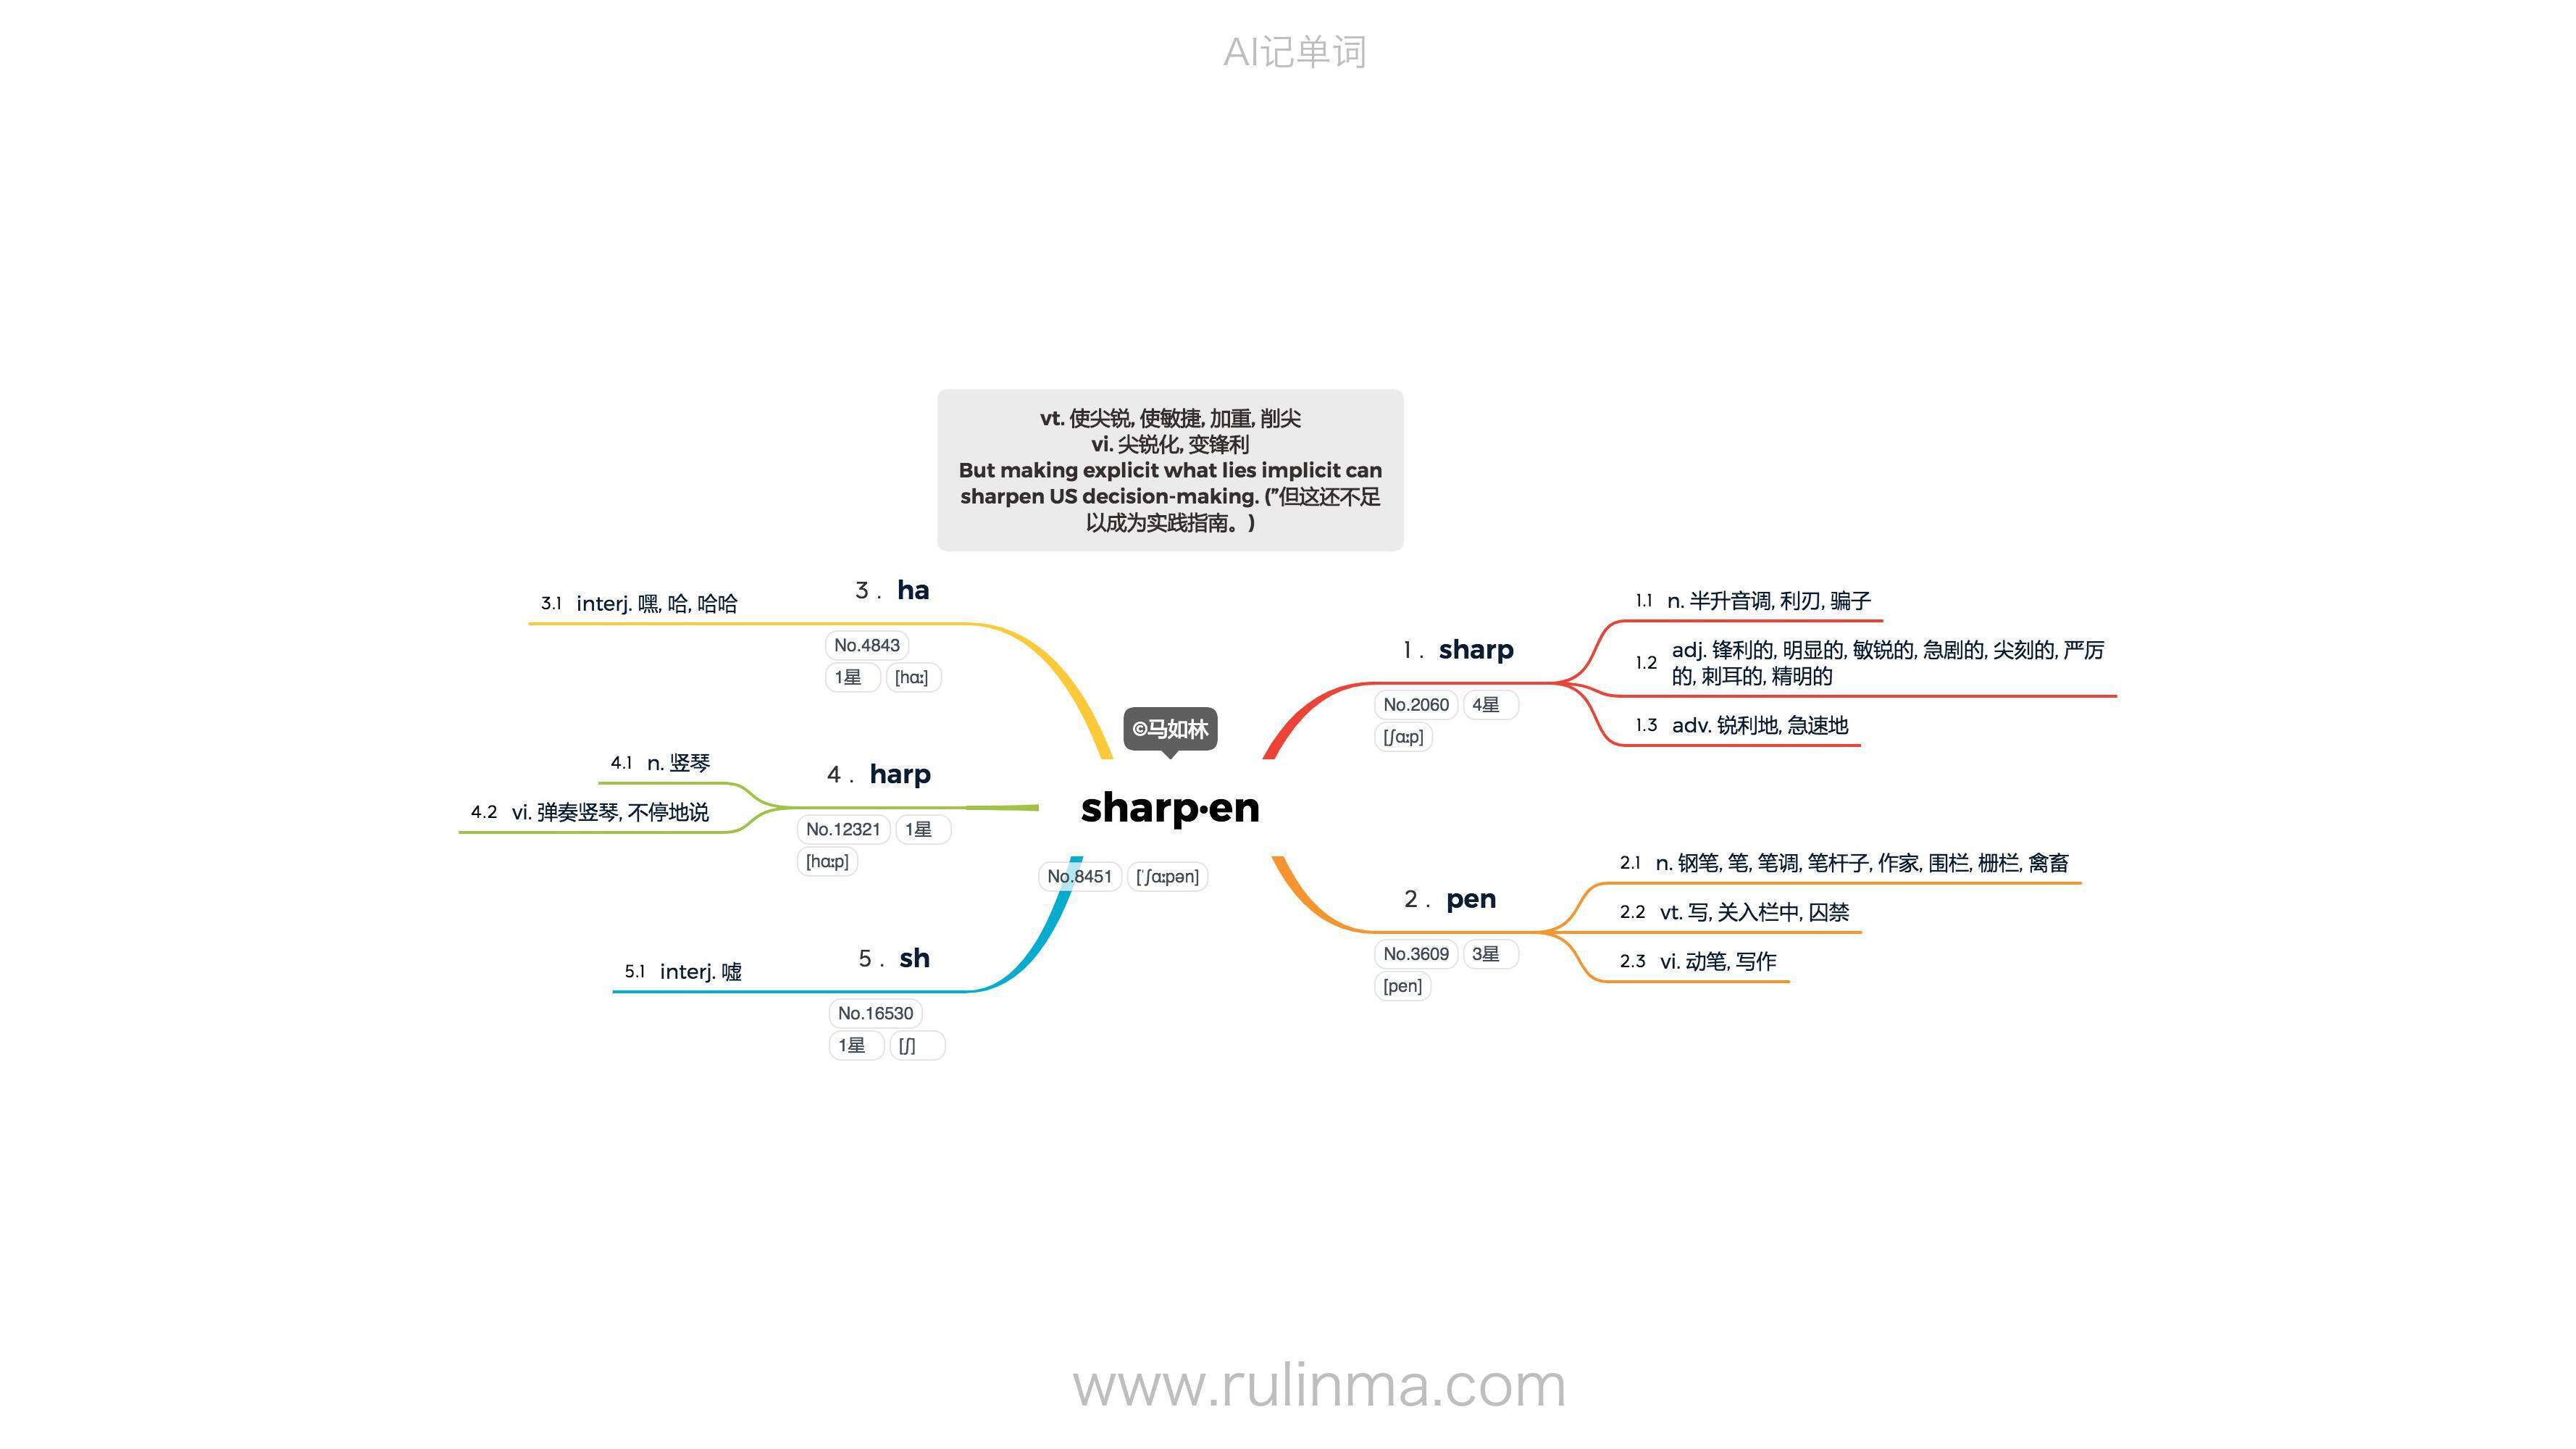 AI记单词
vt. 使尖锐, 使敏捷, 加重, 削尖
vi. 尖锐化, 变锋利
But making explicit what lies implicit can
sharpen US decision-making. (”但这还不足
以成为实践指南。)
©马如林
sharp·en
No.8451 [ˈʃɑːpən]
1. sharp
No.2060 4星
[ʃɑːp]
1.1 n. 半升音调, 利刃, 骗子
1.2 adj. 锋利的, 明显的, 敏锐的, 急剧的, 尖刻的, 严厉
的, 刺耳的, 精明的
1.3 adv. 锐利地, 急速地
2. pen
No.3609 3星
[pen]
2.1 n. 钢笔, 笔, 笔调, 笔杆子, 作家, 围栏, 栅栏, 禽畜
2.2 vt. 写, 关入栏中, 囚禁
2.3 vi. 动笔, 写作
3. ha
No.4843
1星 [hɑː]
3.1 interj. 嘿, 哈, 哈哈
4. harp
No.12321 1星
[hɑːp]
4.1 n. 竖琴
4.2 vi. 弹奏竖琴, 不停地说
5. sh
No.16530
1星 [ʃ]
5.1 interj. 嘘
www.rulinma.com